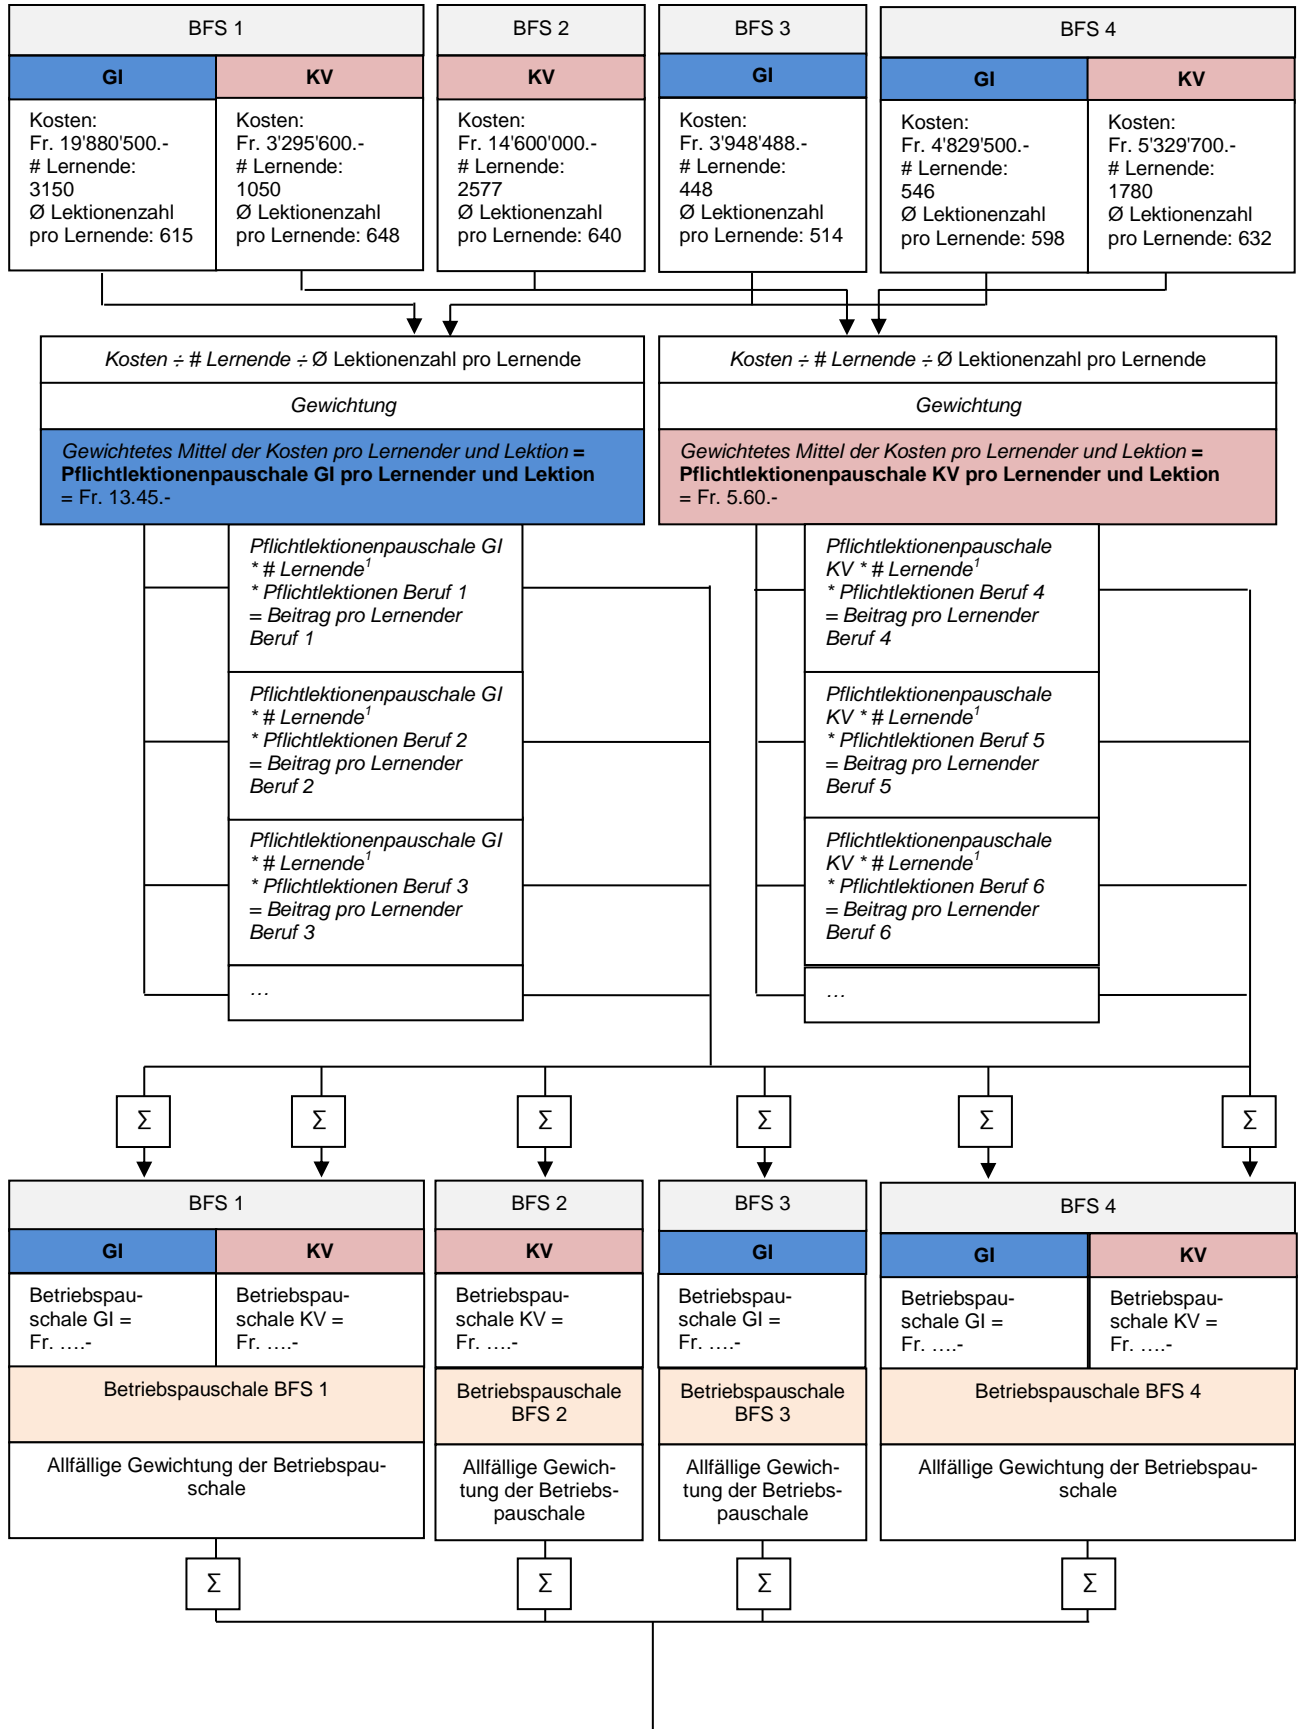 BFS 1
GI
KV
Kosten:
Fr. 19'880'500.-
# Lernende:
3150
Ø Lektionenzahl
pro Lernende: 615
Kosten:
Fr. 3'295'600.-
# Lernende:
1050
Ø Lektionenzahl
pro Lernende: 648
BFS 2
KV
Kosten:
Fr. 14'600'000.-
# Lernende:
2577
Ø Lektionenzahl
pro Lernende: 640
BFS 3
GI
Kosten:
Fr. 3'948'488.-
# Lernende:
448
Ø Lektionenzahl
pro Lernende: 514
BFS 4
GI
KV
Kosten:
Fr. 4'829'500.-
# Lernende:
546
Ø Lektionenzahl
pro Lernende: 598
Kosten:
Fr. 5'329'700.-
# Lernende:
1780
Ø Lektionenzahl
pro Lernende: 632
Kosten ÷ # Lernende ÷ Ø Lektionenzahl pro Lernende
Gewichtung
Gewichtetes Mittel der Kosten pro Lernender und Lektion =
Pflichtlektionenpauschale GI pro Lernender und Lektion
= Fr. 13.45.-
Kosten ÷ # Lernende ÷ Ø Lektionenzahl pro Lernende
Gewichtung
Gewichtetes Mittel der Kosten pro Lernender und Lektion =
Pflichtlektionenpauschale KV pro Lernender und Lektion
= Fr. 5.60.-
Pflichtlektionenpauschale GI
* # Lernende¹
* Pflichtlektionen Beruf 1
= Beitrag pro Lernender
Beruf 1
Pflichtlektionenpauschale GI
* # Lernende¹
* Pflichtlektionen Beruf 2
= Beitrag pro Lernender
Beruf 2
Pflichtlektionenpauschale GI
* # Lernende¹
* Pflichtlektionen Beruf 3
= Beitrag pro Lernender
Beruf 3
…
Pflichtlektionenpauschale
KV * # Lernende¹
* Pflichtlektionen Beruf 4
= Beitrag pro Lernender
Beruf 4
Pflichtlektionenpauschale
KV * # Lernende¹
* Pflichtlektionen Beruf 5
= Beitrag pro Lernender
Beruf 5
Pflichtlektionenpauschale
KV * # Lernende¹
* Pflichtlektionen Beruf 6
= Beitrag pro Lernender
Beruf 6
…
Σ
Σ
Σ
Σ
Σ
Σ
BFS 1
GI
KV
Betriebspau-
schale GI =
Fr. ….-
Betriebspau-
schale KV =
Fr. ….-
Betriebspauschale BFS 1
Allfällige Gewichtung der Betriebspau-
schale
BFS 2
KV
Betriebspau-
schale KV =
Fr. ….-
Betriebspauschale
BFS 2
Allfällige Gewich-
tung der Betriebs-
pauschale
BFS 3
GI
Betriebspau-
schale GI =
Fr. ….-
Betriebspauschale
BFS 3
Allfällige Gewich-
tung der Betriebs-
pauschale
BFS 4
GI
KV
Betriebspau-
schale GI =
Fr. ….-
Betriebspau-
schale KV =
Fr. ….-
Betriebspauschale BFS 4
Allfällige Gewichtung der Betriebspau-
schale
Σ
Σ
Σ
Σ